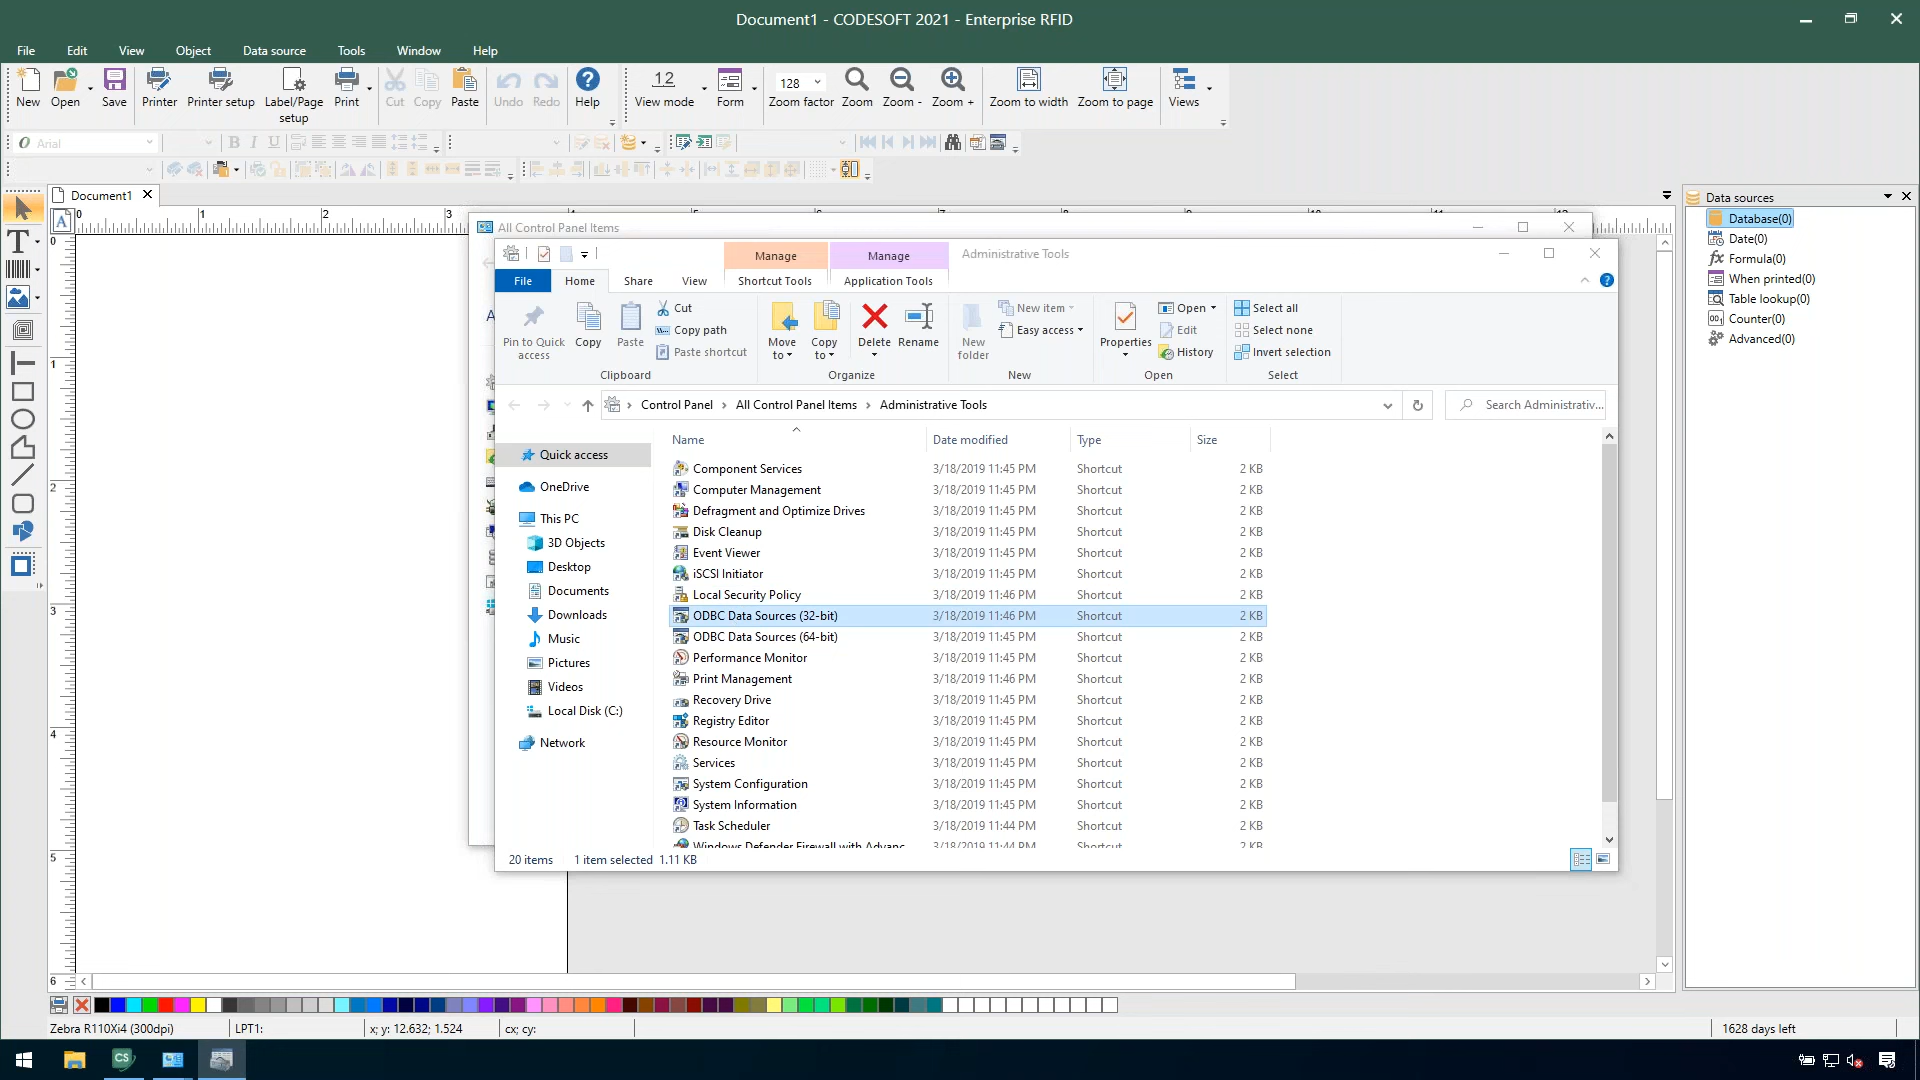 Document1 - CODESOFT 2021 - Enterprise RFID
File Edit View Object Data source Tools Window Help
New Open Save Printer Printer setup Label/Page setup Print Cut Copy Paste Undo Redo Help 12 View mode Form 128 Zoom factor Zoom Zoom - Zoom + Zoom to width Zoom to page Views
O Arial B I U
Document1
Data sources
Database(0)
Date(0)
Formula(0)
When printed(0)
Table lookup(0)
Counter(0)
Advanced(0)
All Control Panel Items
Manage Manage Administrative Tools
File Home Share View Shortcut Tools Application Tools
Pin to Quick access Copy Paste Cut Copy path Paste shortcut
Move to Copy to Delete Rename New folder New item Easy access
Properties Open Edit History Select all Select none Invert selection
Clipboard Organize New Open Select
Control Panel All Control Panel Items Administrative Tools Search Administrativ...
Quick access
OneDrive
This PC
3D Objects
Desktop
Documents
Downloads
Music
Pictures
Videos
Local Disk (C:)
Network
Name Date modified Type Size
Component Services 3/18/2019 11:45 PM Shortcut 2 KB
Computer Management 3/18/2019 11:45 PM Shortcut 2 KB
Defragment and Optimize Drives 3/18/2019 11:45 PM Shortcut 2 KB
Disk Cleanup 3/18/2019 11:45 PM Shortcut 2 KB
Event Viewer 3/18/2019 11:45 PM Shortcut 2 KB
iSCSI Initiator 3/18/2019 11:45 PM Shortcut 2 KB
Local Security Policy 3/18/2019 11:46 PM Shortcut 2 KB
ODBC Data Sources (32-bit) 3/18/2019 11:46 PM Shortcut 2 KB
ODBC Data Sources (64-bit) 3/18/2019 11:45 PM Shortcut 2 KB
Performance Monitor 3/18/2019 11:45 PM Shortcut 2 KB
Print Management 3/18/2019 11:46 PM Shortcut 2 KB
Recovery Drive 3/18/2019 11:45 PM Shortcut 2 KB
Registry Editor 3/18/2019 11:45 PM Shortcut 2 KB
Resource Monitor 3/18/2019 11:45 PM Shortcut 2 KB
Services 3/18/2019 11:45 PM Shortcut 2 KB
System Configuration 3/18/2019 11:45 PM Shortcut 2 KB
System Information 3/18/2019 11:45 PM Shortcut 2 KB
Task Scheduler 3/18/2019 11:44 PM Shortcut 2 KB
Windows Defender Firewall with Advanc... 3/18/2019 11:44 PM Shortcut 2 KB
20 items 1 item selected 1.11 KB
Zebra R110Xi4 (300dpi) LPT1: x; y: 12.632; 1.524 cx; cy: 1628 days left
CS